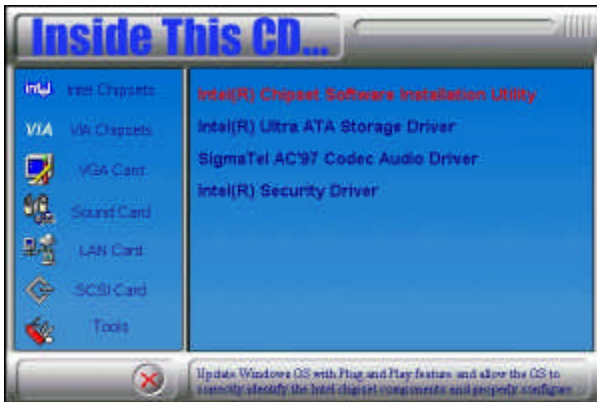 Inside This CD...
intel Intel Chipsets
VIA VIA Chipsets
VGA Card
Sound Card
LAN Card
SCSI Card
Tools
Intel(R) Chipset Software Installation Utility
Intel(R) Ultra ATA Storage Driver
SigmaTel AC'97 Codec Audio Driver
Intel(R) Security Driver
Update Windows OS with Plug and Play feature and allow the OS to
correctly identify the Intel chipset components and properly configure